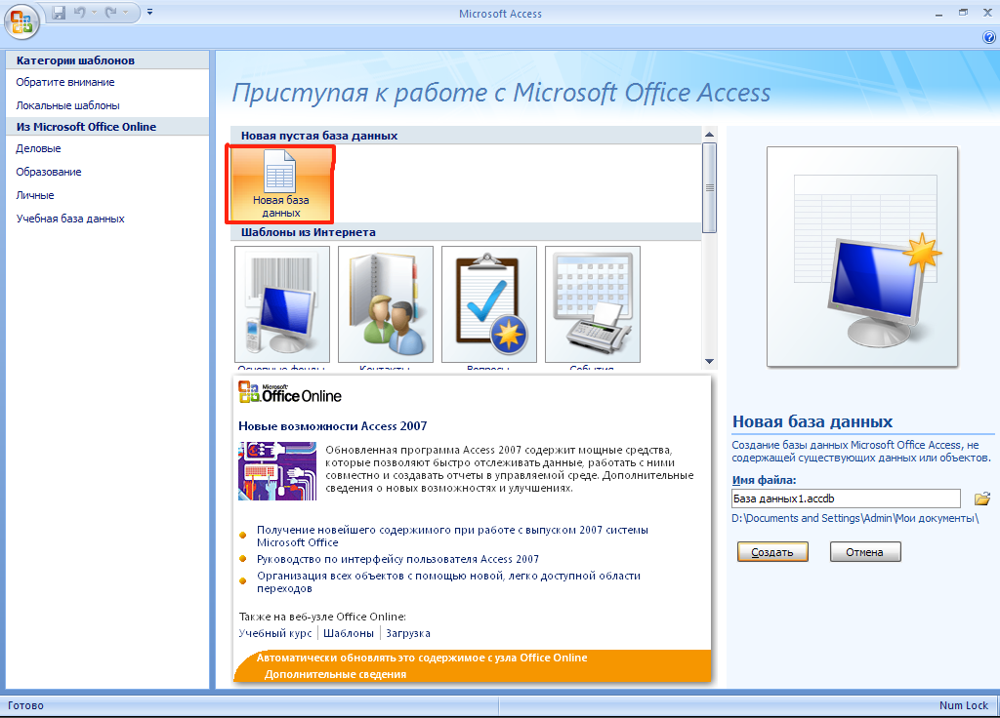 Microsoft Access
Категории шаблонов
Обратите внимание
Локальные шаблоны
Из Microsoft Office Online
Деловые
Образование
Личные
Учебная база данных
Приступая к работе с Microsoft Office Access
Новая пустая база данных
Новая база
данных
Шаблоны из Интернета
Основные фонды
Контакты
Вопросы
События
Microsoft
Office Online
Новые возможности Access 2007
Обновленная программа Access 2007 содержит мощные средства,
которые позволяют быстро отслеживать данные, работать с ними
совместно и создавать отчеты в управляемой среде. Дополнительные
сведения о новых возможностях и улучшениях.
Получение новейшего содержимого при работе с выпуском 2007 системы
Microsoft Office
Руководство по интерфейсу пользователя Access 2007
Организация всех объектов с помощью новой, легко доступной области
переходов
Также на веб-узле Office Online:
Учебный курс | Шаблоны | Загрузка
Автоматически обновлять это содержимое с узла Office Online
Дополнительные сведения
Новая база данных
Создание базы данных Microsoft Office Access, не
содержащей существующих данных или объектов.
Имя файла:
База данных1.accdb
D:\Documents and Settings\Admin\Мои документы\
Создать
Отмена
Готово
Num Lock